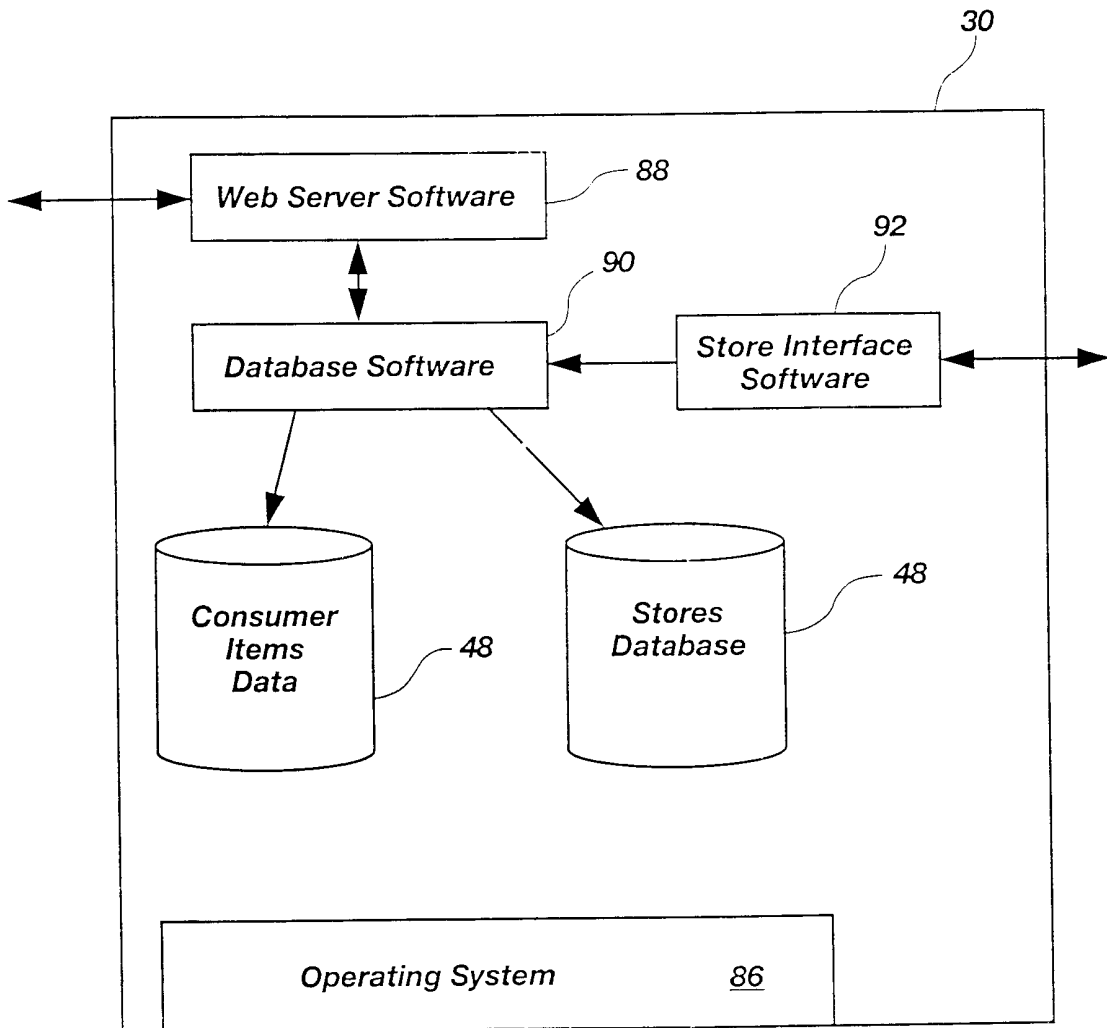 30
Web Server Software
88
92
90
Database Software
Store Interface
Software
Consumer
Items
Data
48
Stores
Database
48
Operating System
86